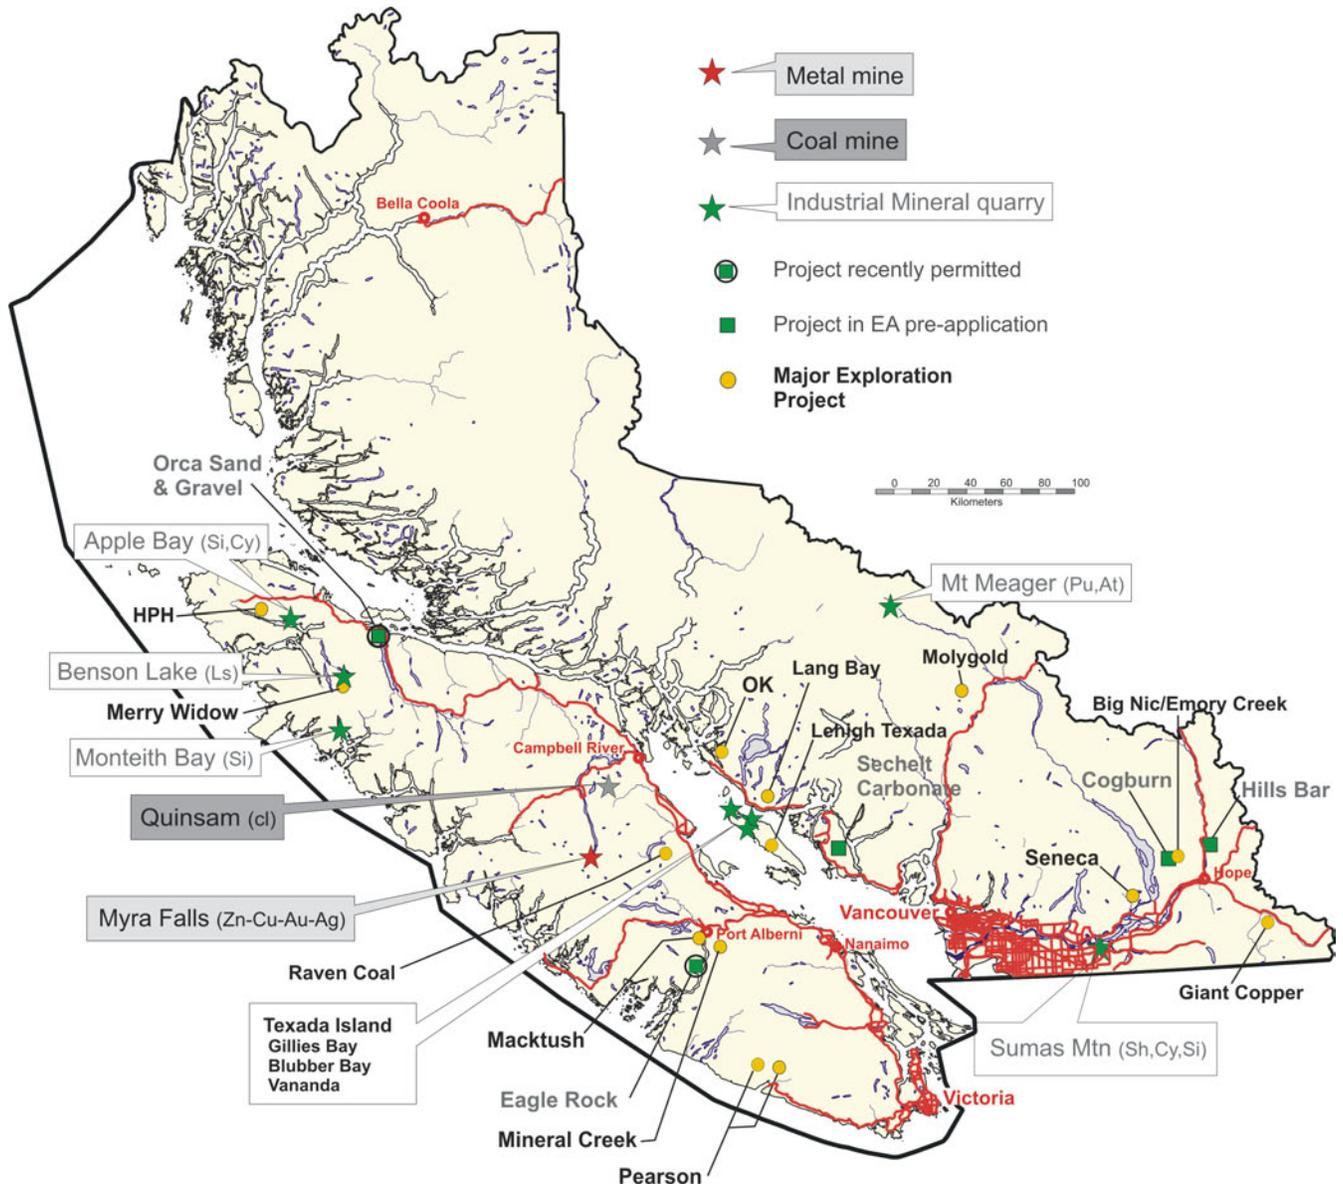 Metal mine
Coal mine
Industrial Mineral quarry
Project recently permitted
Project in EA pre-application
Major Exploration
Project
0 20 40 60 80 100
Kilometers
Bella Coola
Orca Sand
& Gravel
Apple Bay (Si,Cy)
HPH
Benson Lake (Ls)
Merry Widow
Monteith Bay (Si)
Quinsam (cl)
Myra Falls (Zn-Cu-Au-Ag)
Raven Coal
Texada Island
Gillies Bay
Blubber Bay
Vananda
Macktush
Eagle Rock
Mineral Creek
Pearson
Campbell River
Port Alberni
Nanaimo
Victoria
Vancouver
Hope
OK
Lang Bay
Lehigh Texada
Sechelt
Carbonate
Mt Meager (Pu,At)
Molygold
Big Nic/Emory Creek
Cogburn
Hills Bar
Seneca
Giant Copper
Sumas Mtn (Sh,Cy,Si)